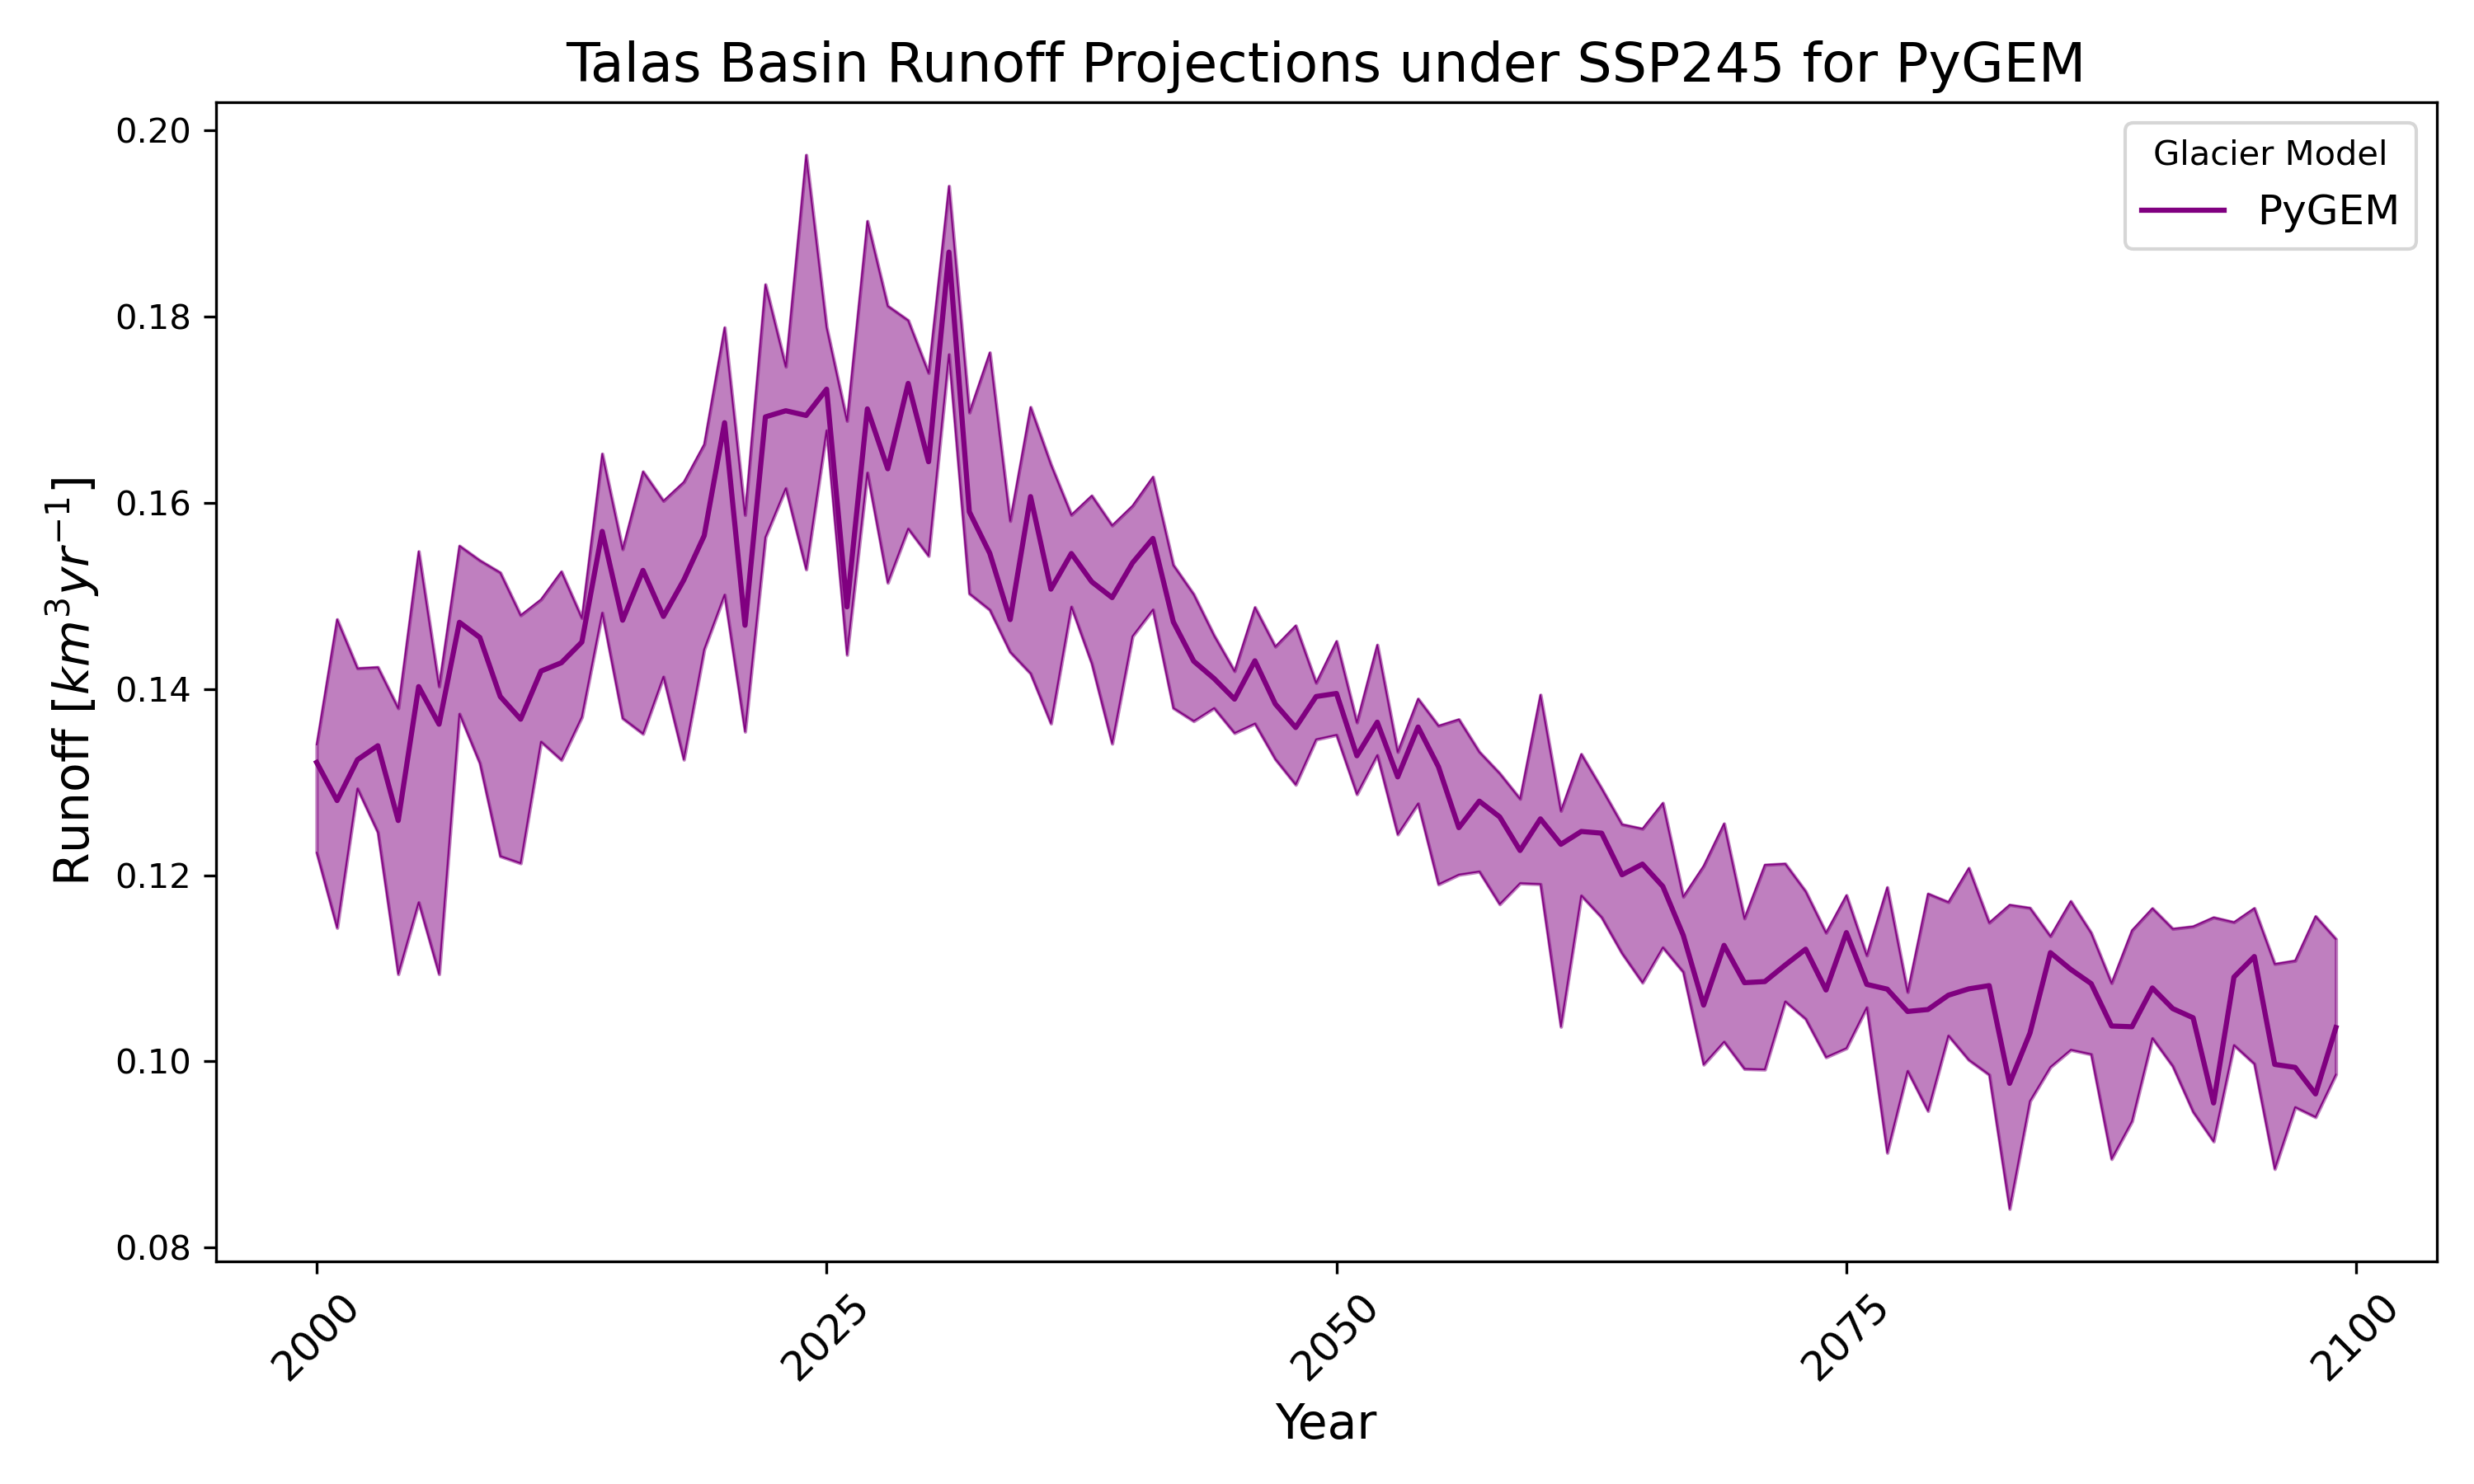 Talas Basin Runoff Projections under SSP245 for PyGEM
Glacier Model
PyGEM
Runoff [km³yr⁻¹]
0.20
0.18
0.16
0.14
0.12
0.10
0.08
2000
2025
2050
2075
2100
Year